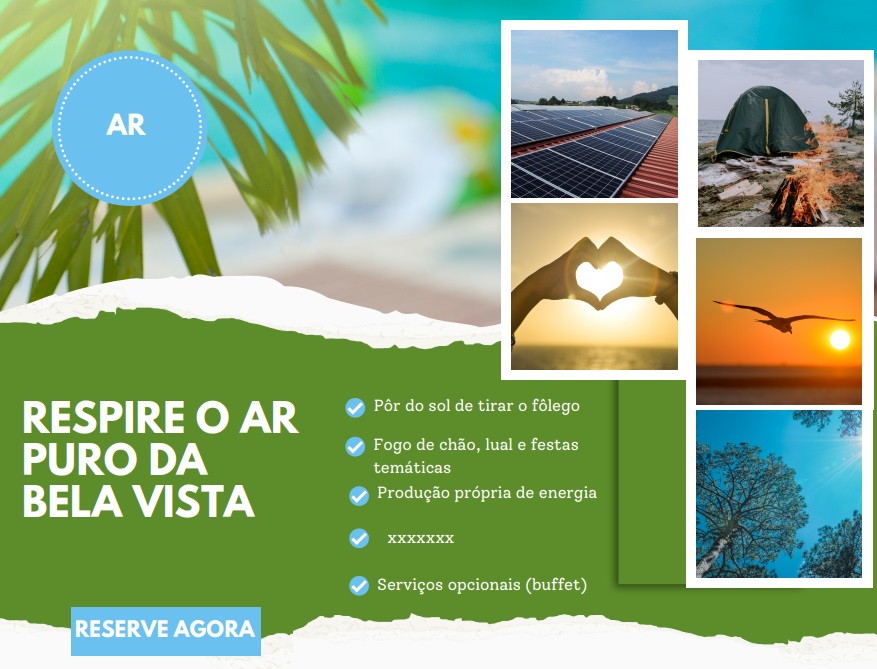 AR
RESPIRE O AR
PURO DA
BELA VISTA
Pôr do sol de tirar o fôlego
Fogo de chão, lual e festas
temáticas
Produção própria de energia
xxxxxxx
Serviços opcionais (buffet)
RESERVE AGORA